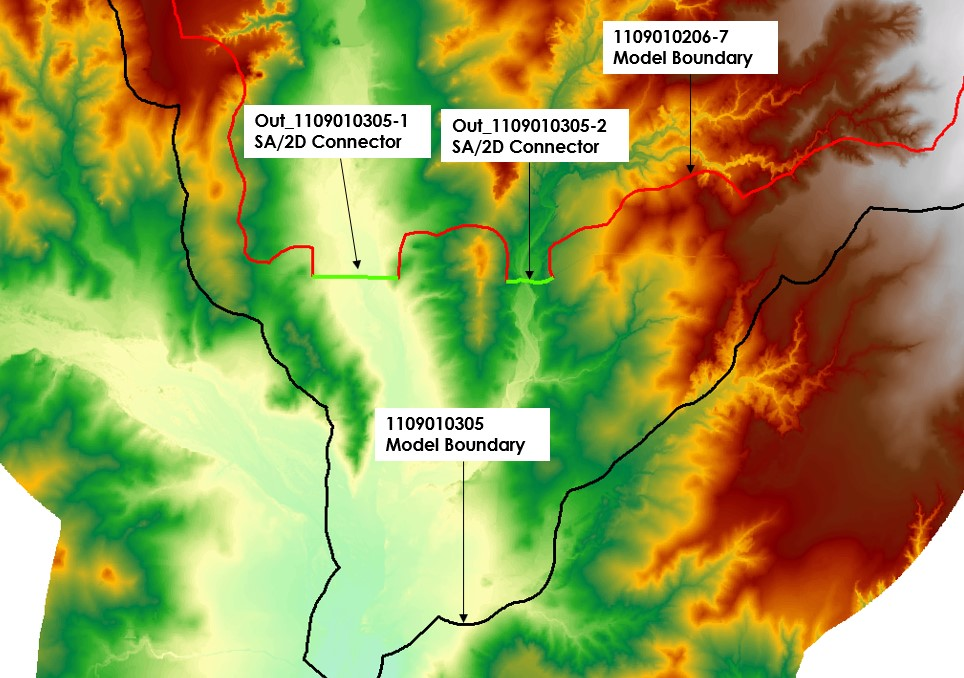 1109010206-7
Model Boundary
Out_1109010305-1
SA/2D Connector
Out_1109010305-2
SA/2D Connector
1109010305
Model Boundary